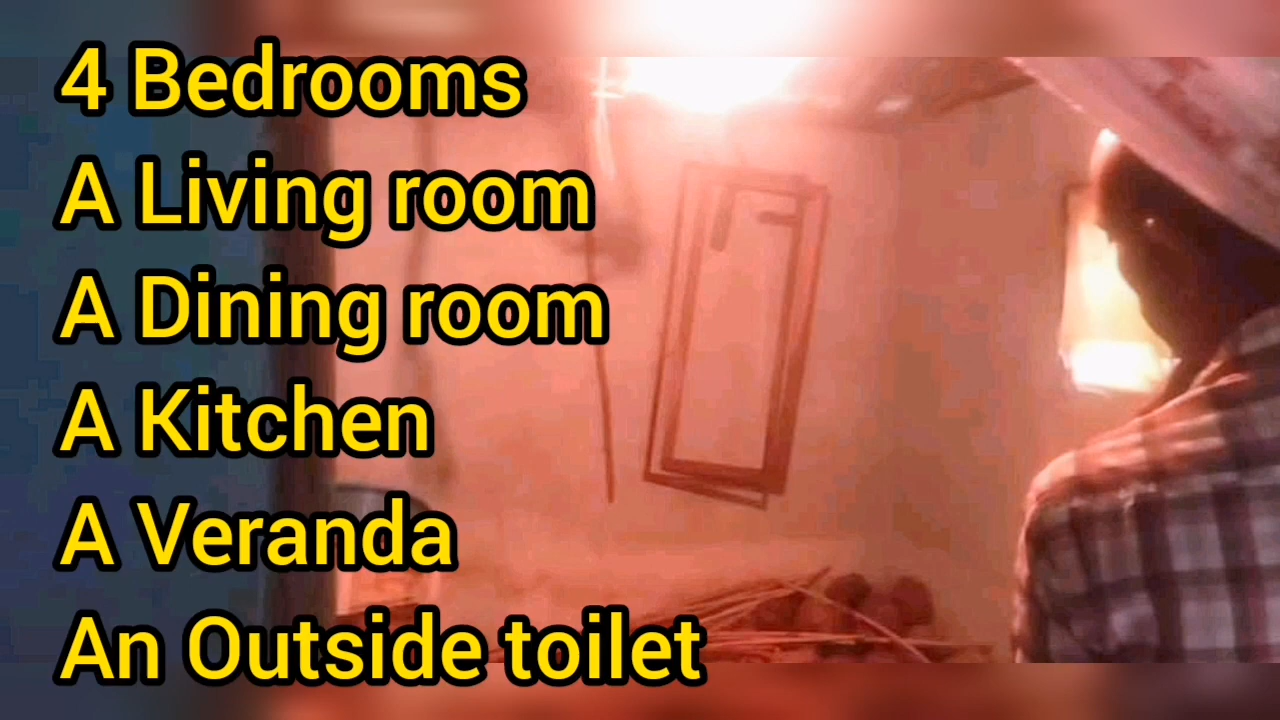 4 Bedrooms
A Living room
A Dining room
A Kitchen
A Veranda
An Outside toilet